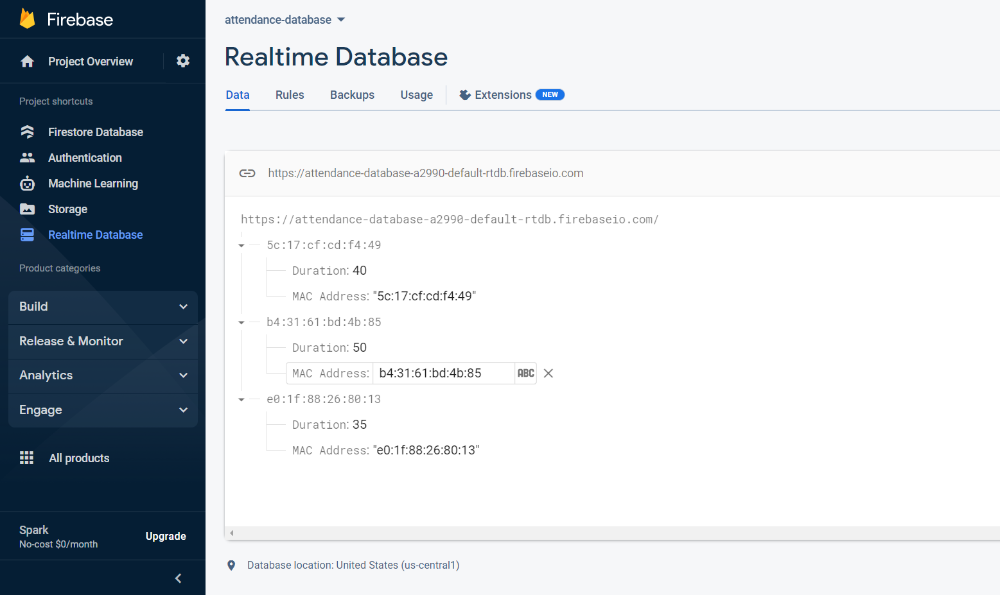 Firebase
Project Overview
Project shortcuts
Firestore Database
Authentication
Machine Learning
Storage
Realtime Database
Product categories
Build
Release & Monitor
Analytics
Engage
All products
Spark
No-cost $0/month
Upgrade
attendance-database
Realtime Database
Data Rules Backups Usage Extensions NEW
https://attendance-database-a2990-default-rtdb.firebaseio.com
https://attendance-database-a2990-default-rtdb.firebaseio.com/
5c:17:cf:cd:f4:49
Duration: 40
MAC Address: "5c:17:cf:cd:f4:49"
b4:31:61:bd:4b:85
Duration: 50
MAC Address: b4:31:61:bd:4b:85 ABC
e0:1f:88:26:80:13
Duration: 35
MAC Address: "e0:1f:88:26:80:13"
Database location: United States (us-central1)